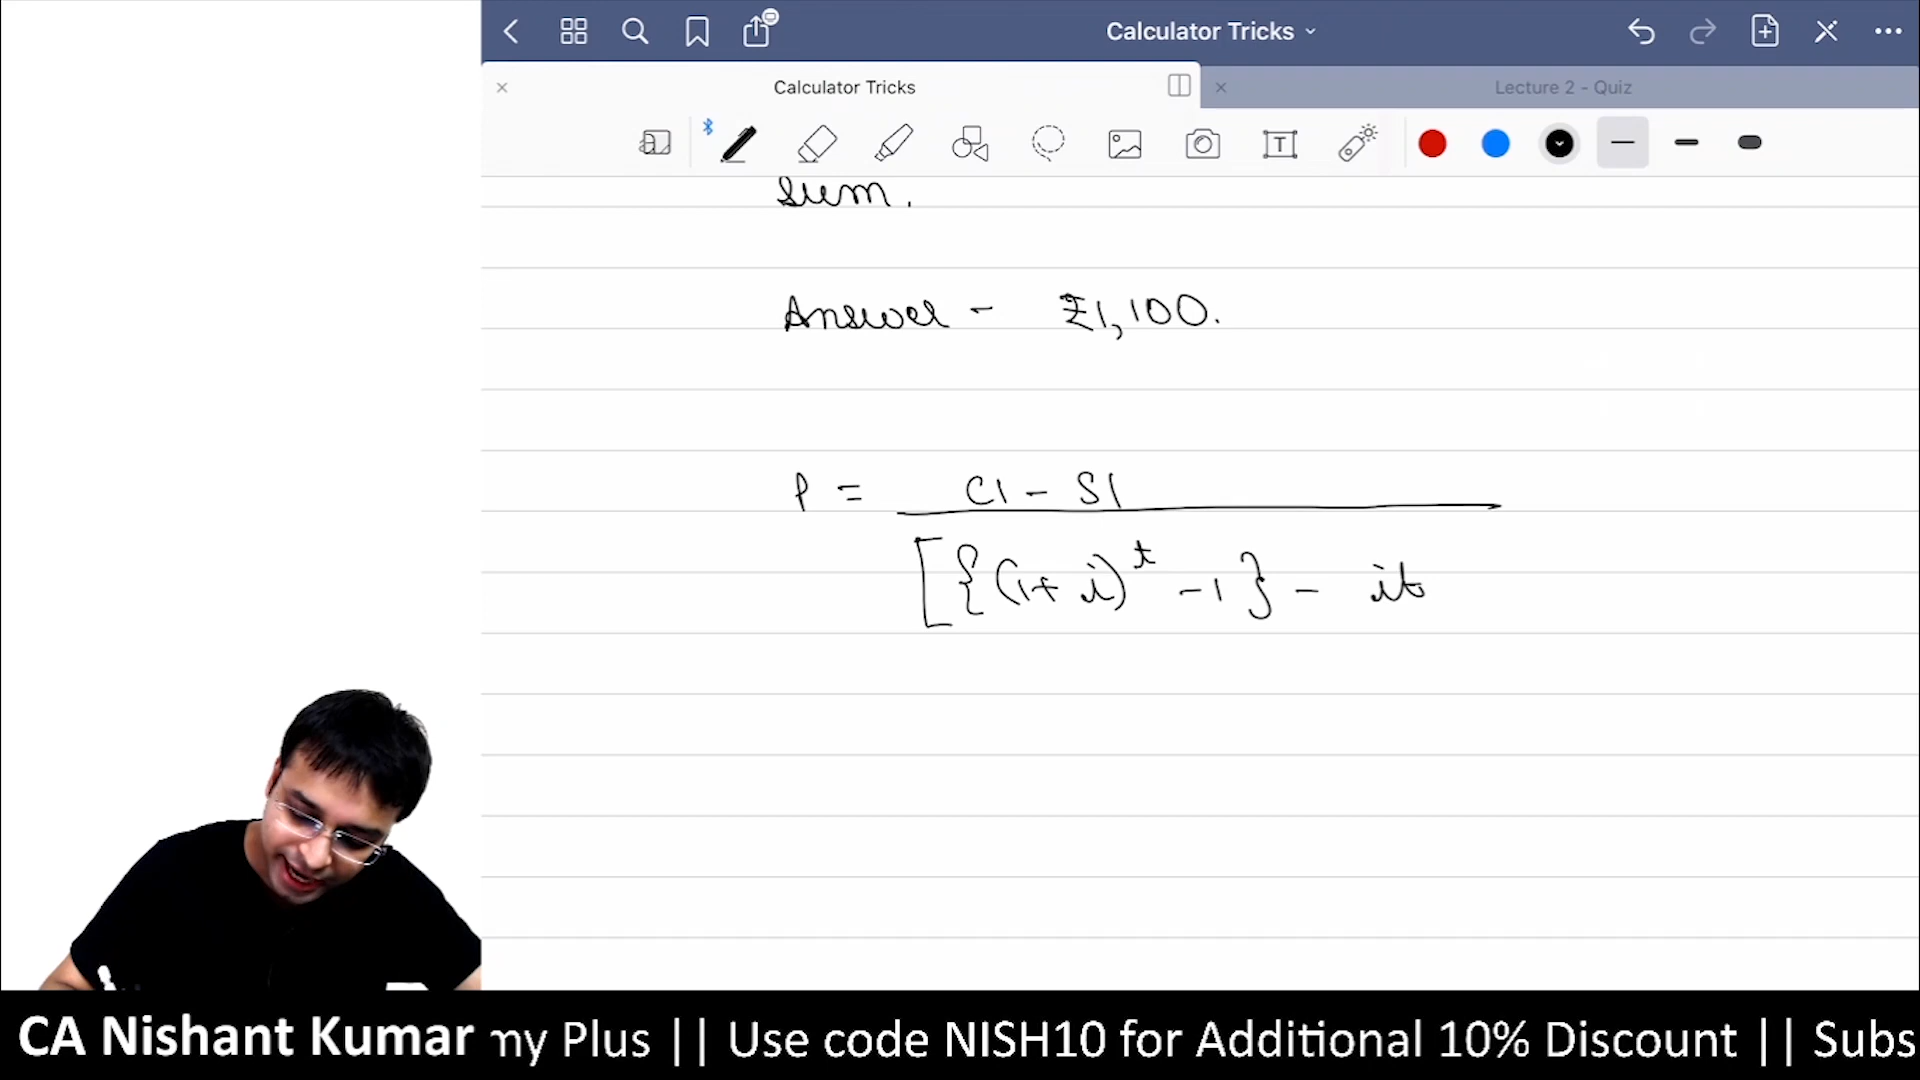 Calculator Tricks
Calculator Tricks
Lecture 2 - Quiz
T
sum.
Answer - ₹1,100.
P = CI - SI
[{(1+i)^t -1} - it
CA Nishant Kumar my Plus || Use code NISH10 for Additional 10% Discount || Subs